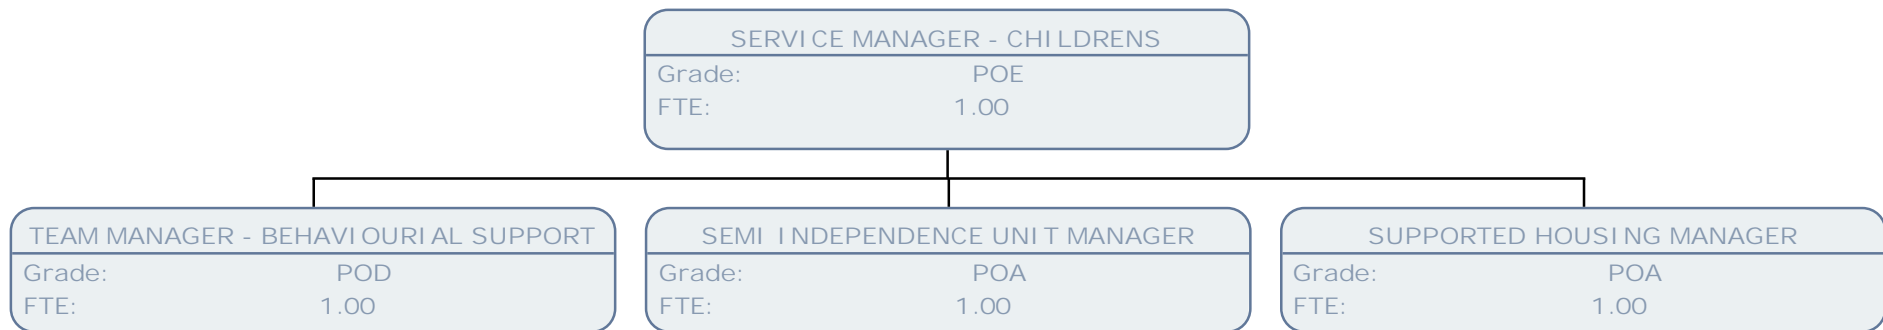 SERVICE MANAGER - CHILDRENS
Grade: POE
FTE: 1.00
TEAM MANAGER - BEHAVIOURIAL SUPPORT
Grade: POD
FTE: 1.00
SEMI INDEPENDENCE UNIT MANAGER
Grade: POA
FTE: 1.00
SUPPORTED HOUSING MANAGER
Grade: POA
FTE: 1.00